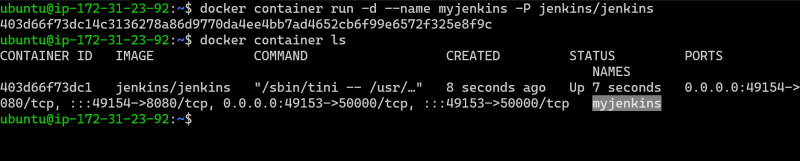 ubuntu@ip-172-31-23-92:~$ docker container run -d --name myjenkins -P jenkins/jenkins
403d66f73dc14c3136278a86d9770da4ee4bb7ad4652cb6f99e6572f325e8f9c
ubuntu@ip-172-31-23-92:~$ docker container ls
CONTAINER ID   IMAGE             COMMAND                  CREATED         STATUS         PORTS
                                                                          NAMES
403d66f73dc1   jenkins/jenkins   "/sbin/tini -- /usr/…"   8 seconds ago   Up 7 seconds   0.0.0.0:49154->
080/tcp, :::49154->8080/tcp, 0.0.0.0:49153->50000/tcp, :::49153->50000/tcp   myjenkins
ubuntu@ip-172-31-23-92:~$